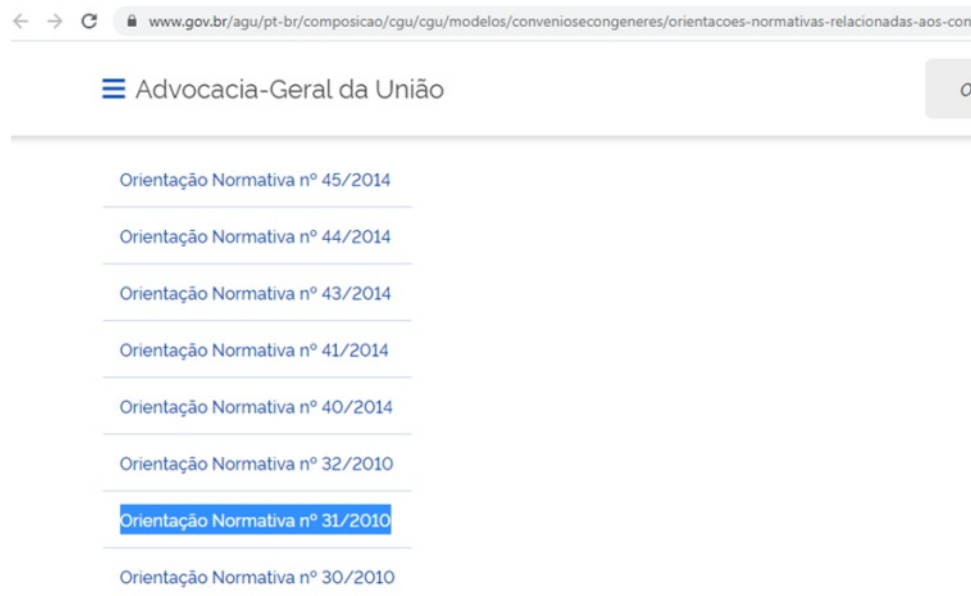 www.gov.br/agu/pt-br/composicao/cgu/cgu/modelos/conveniosecongeneres/orientacoes-normativas-relacionadas-aos-con
Advocacia-Geral da União
Orientação Normativa nº 45/2014
Orientação Normativa nº 44/2014
Orientação Normativa nº 43/2014
Orientação Normativa nº 41/2014
Orientação Normativa nº 40/2014
Orientação Normativa nº 32/2010
Orientação Normativa nº 31/2010
Orientação Normativa nº 30/2010